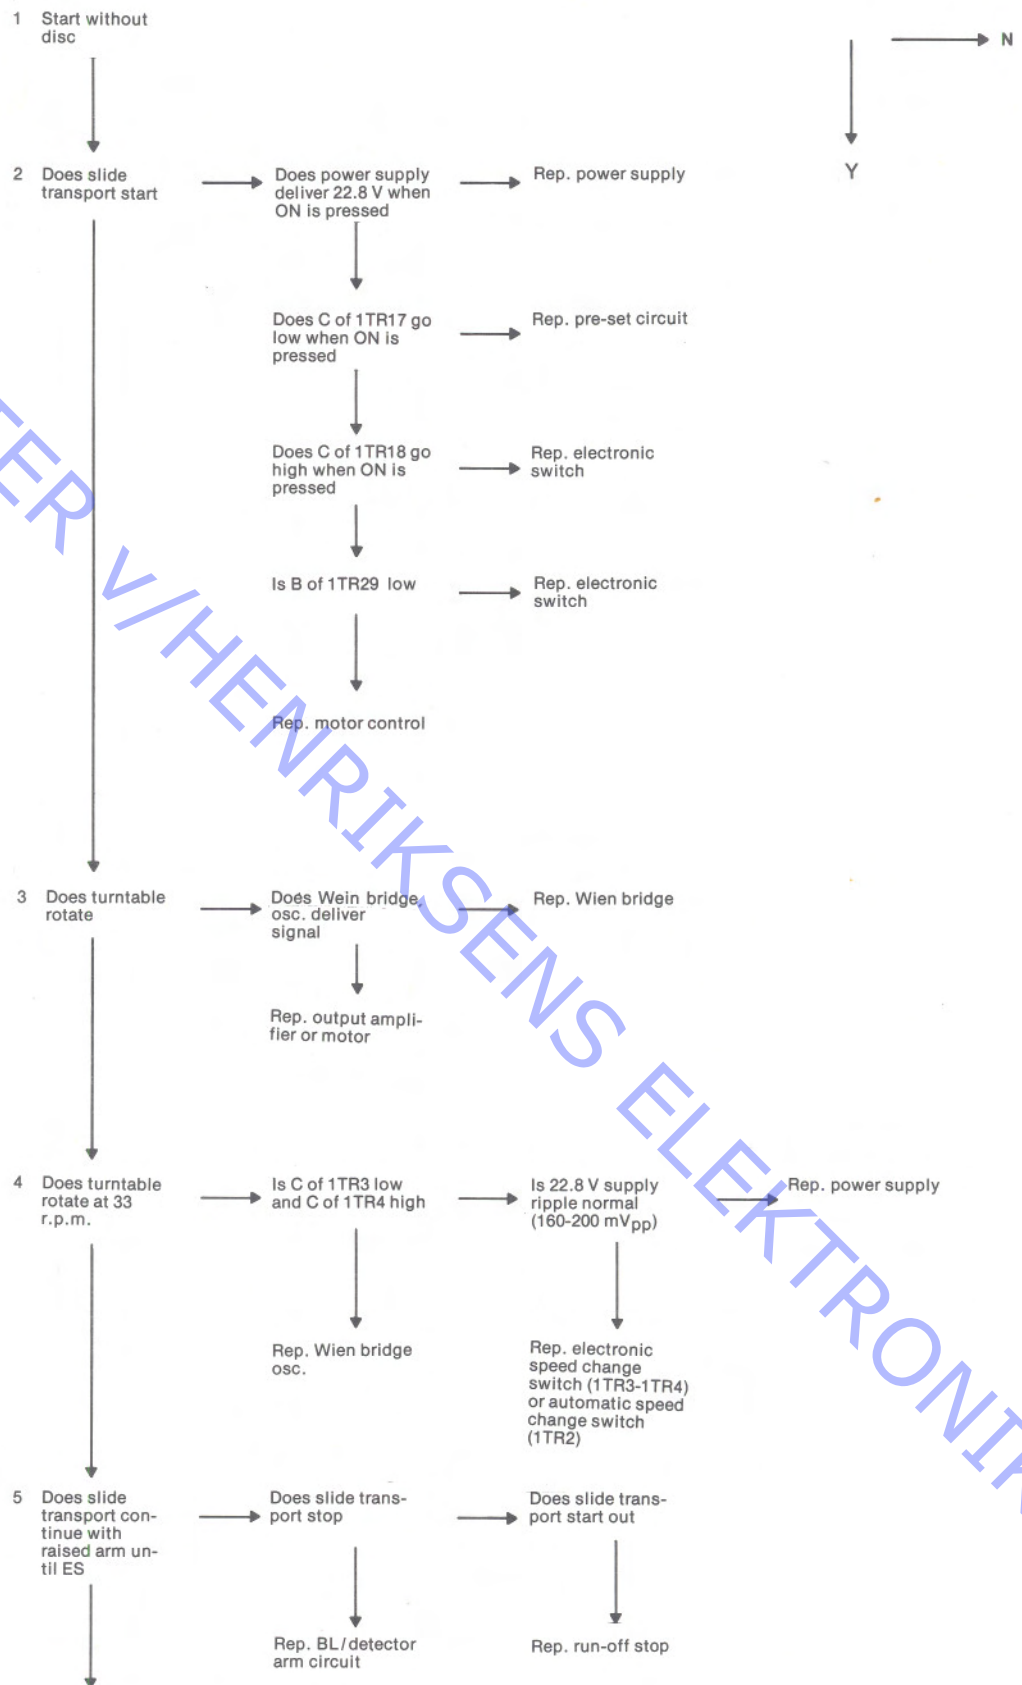 1 Start without
disc
N
Y
2 Does slide
transport start
Does power supply
deliver 22.8 V when
ON is pressed
Rep. power supply
Does C of 1TR17 go
low when ON is
pressed
Rep. pre-set circuit
Does C of 1TR18 go
high when ON is
pressed
Rep. electronic
switch
Is B of 1TR29 low
Rep. electronic
switch
Rep. motor control
3 Does turntable
rotate
Does Wein bridge
osc. deliver
signal
Rep. Wien bridge
Rep. output ampli-
fier or motor
4 Does turntable
rotate at 33
r.p.m.
Is C of 1TR3 low
and C of 1TR4 high
Is 22.8 V supply
ripple normal
(160-200 mVpp)
Rep. power supply
Rep. Wien bridge
osc.
Rep. electronic
speed change
switch (1TR3-1TR4)
or automatic speed
change switch
(1TR2)
5 Does slide
transport con-
tinue with
raised arm un-
til ES
Does slide trans-
port stop
Does slide trans-
port start out
Rep. BL/detector
arm circuit
Rep. run-off stop
TER v/HENRIKSENS ELEKTRONIK